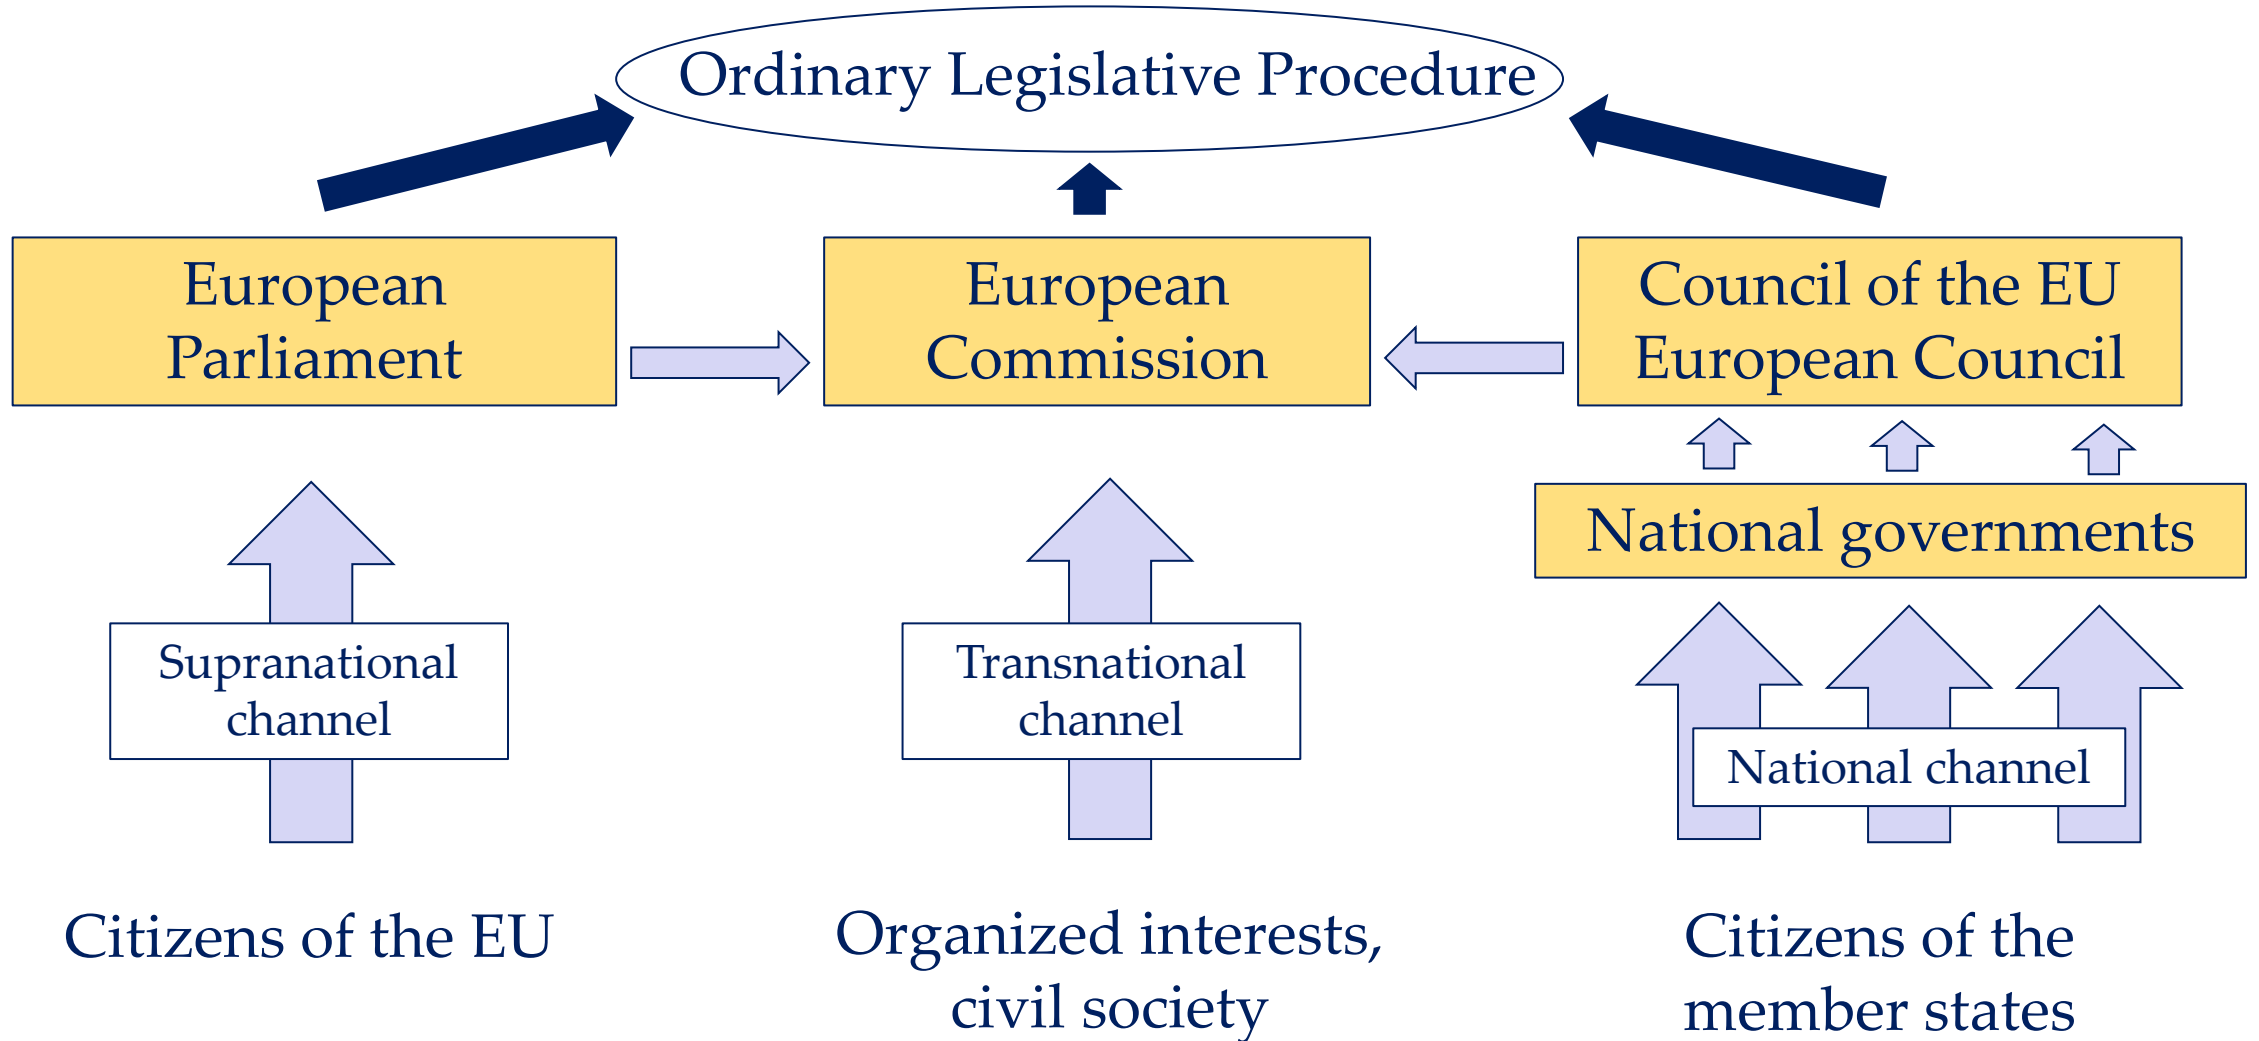 Ordinary Legislative Procedure
European
Parliament
European
Commission
Council of the EU
European Council
National governments
Supranational
channel
Transnational
channel
National channel
Citizens of the EU
Organized interests,
civil society
Citizens of the
member states